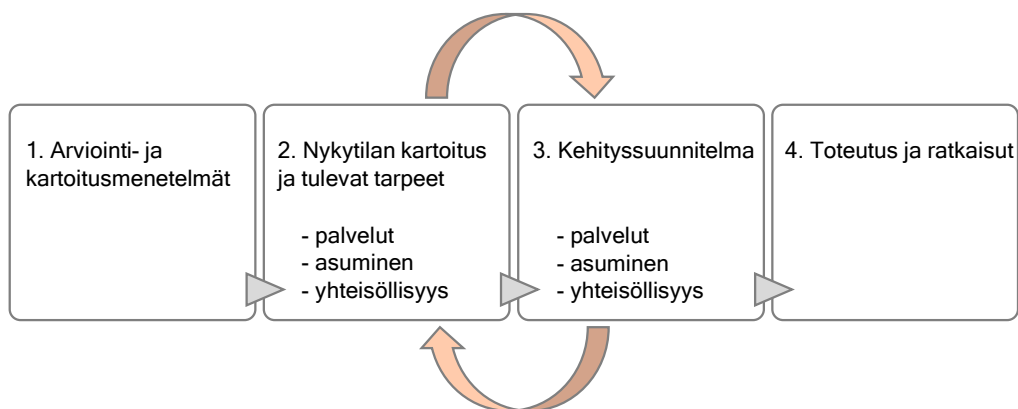 1. Arviointi- ja
kartoitusmenetelmät
2. Nykytilan kartoitus
ja tulevat tarpeet
- palvelut
- asuminen
- yhteisöllisyys
3. Kehityssuunnitelma
- palvelut
- asuminen
- yhteisöllisyys
4. Toteutus ja ratkaisut